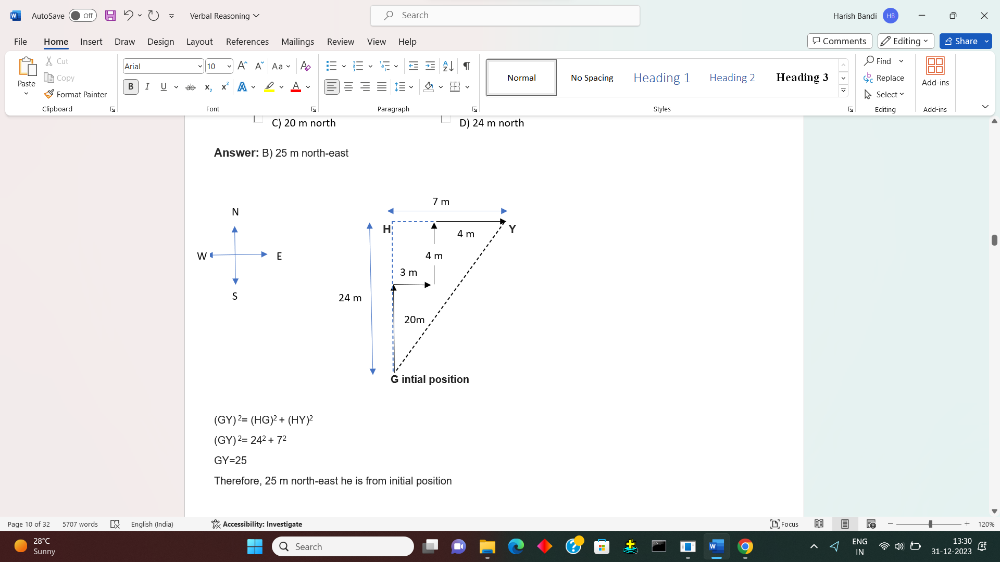 AutoSave Off Verbal Reasoning Search Harish Bandi HB
File Home Insert Draw Design Layout References Mailings Review View Help Comments Editing Share
Paste Cut Copy Format Painter
Arial 10 Aa
B I U ab x2 x2 A A
Normal No Spacing Heading 1 Heading 2 Heading 3
Find Replace Select
Add-ins
Clipboard Font Paragraph Styles Editing Add-ins
C) 20 m north D) 24 m north
Answer: B) 25 m north-east
7 m
N
H Y
4 m
W E
4 m
3 m
S
24 m
20m
G intial position
(GY) 2= (HG)2 + (HY)2
(GY) 2= 242 + 72
GY=25
Therefore, 25 m north-east he is from initial position
Page 10 of 32 5707 words English (India) Accessibility: Investigate Focus 120%
28°C
Sunny
Search
ENG
IN
13:30
31-12-2023